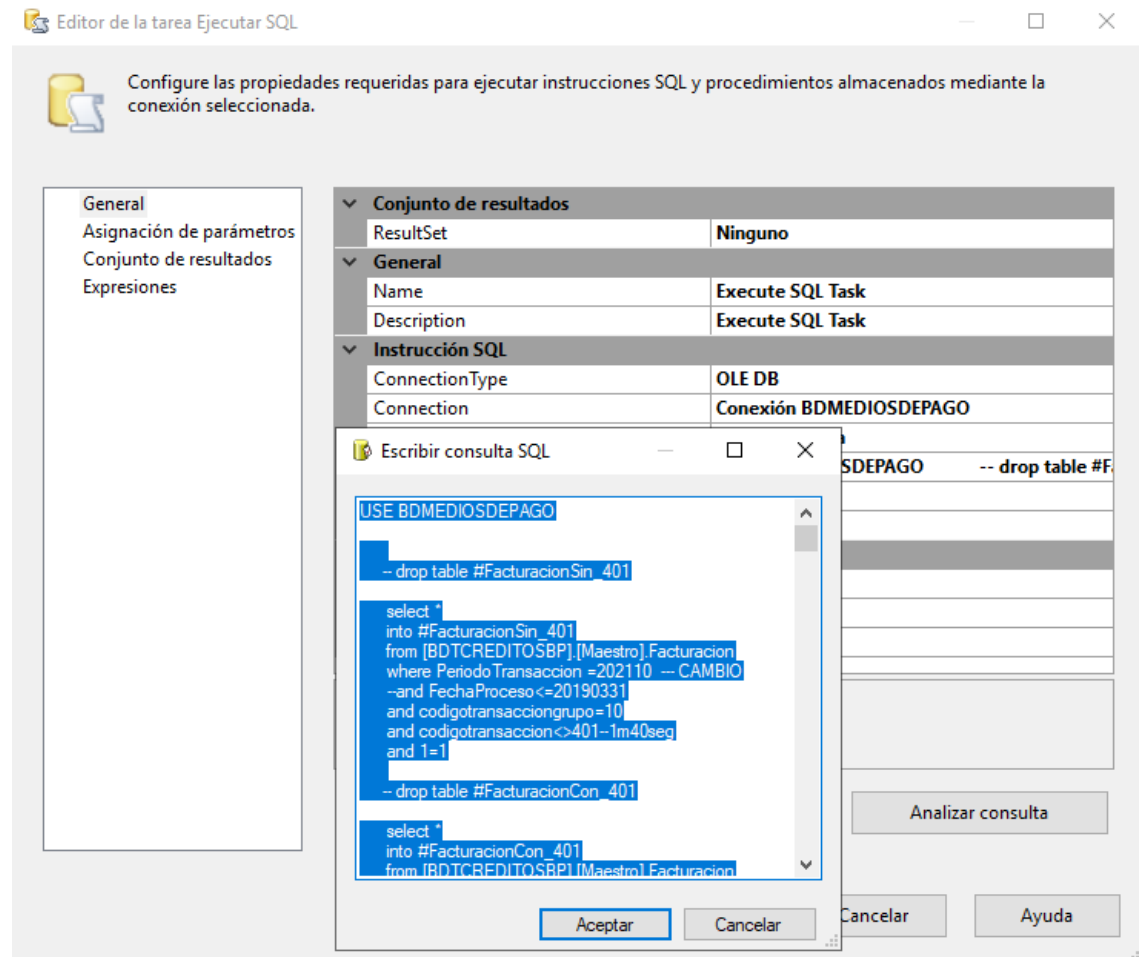 Editor de la tarea Ejecutar SQL
Configure las propiedades requeridas para ejecutar instrucciones SQL y procedimientos almacenados mediante la
conexión seleccionada.
General
Asignación de parámetros
Conjunto de resultados
Expresiones
Conjunto de resultados
ResultSet Ninguno
General
Name Execute SQL Task
Description Execute SQL Task
Instrucción SQL
ConnectionType OLE DB
Connection Conexión BDMEDIOSDEPAGO
SDEPAGO -- drop table #F
Escribir consulta SQL
USE BDMEDIOSDEPAGO
-- drop table #FacturacionSin_401
select *
into #FacturacionSin_401
from [BDTCREDITOSBP].[Maestro].Facturacion
where PeriodoTransaccion =202110 --- CAMBIO
--and FechaProceso<=20190331
and codigotransacciongrupo=10
and codigotransaccion<>401--1m40seg
and 1=1
-- drop table #FacturacionCon_401
select *
into #FacturacionCon_401
from [BDTCREDITOSBP].[Maestro].Facturacion
Aceptar
Cancelar
Analizar consulta
Cancelar
Ayuda